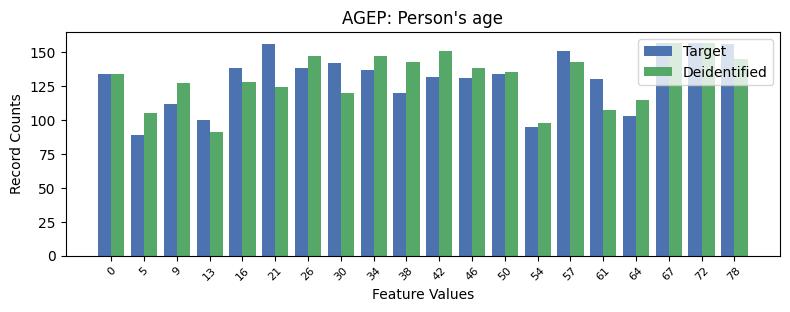 AGEP: Person's age
Record Counts
150
125
100
75
50
25
0
Target
Deidentified
0 5 9 13 16 21 26 30 34 38 42 46 50 54 57 61 64 67 72 78
Feature Values